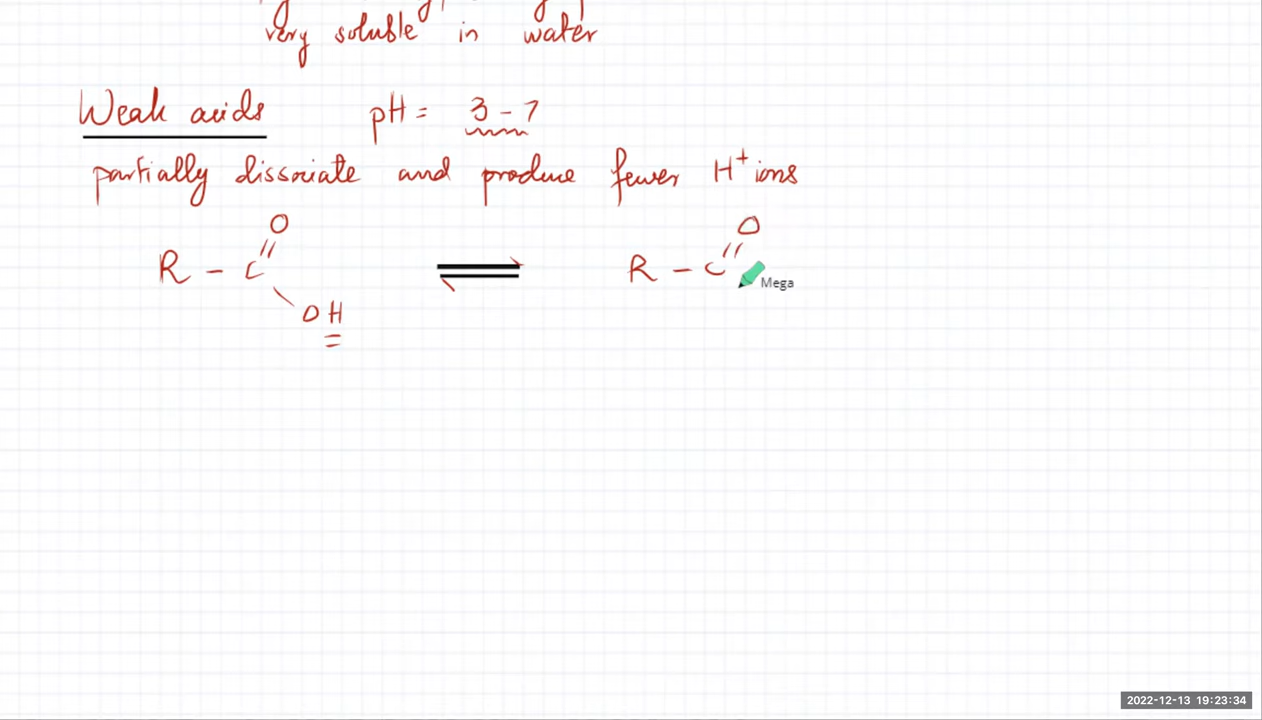 very soluble in water
Weak acids pH = 3 - 7
partially dissociate and produce fewer H+ ions
O O
R - C R - C
Mega
OH
2022-12-13 19:23:34